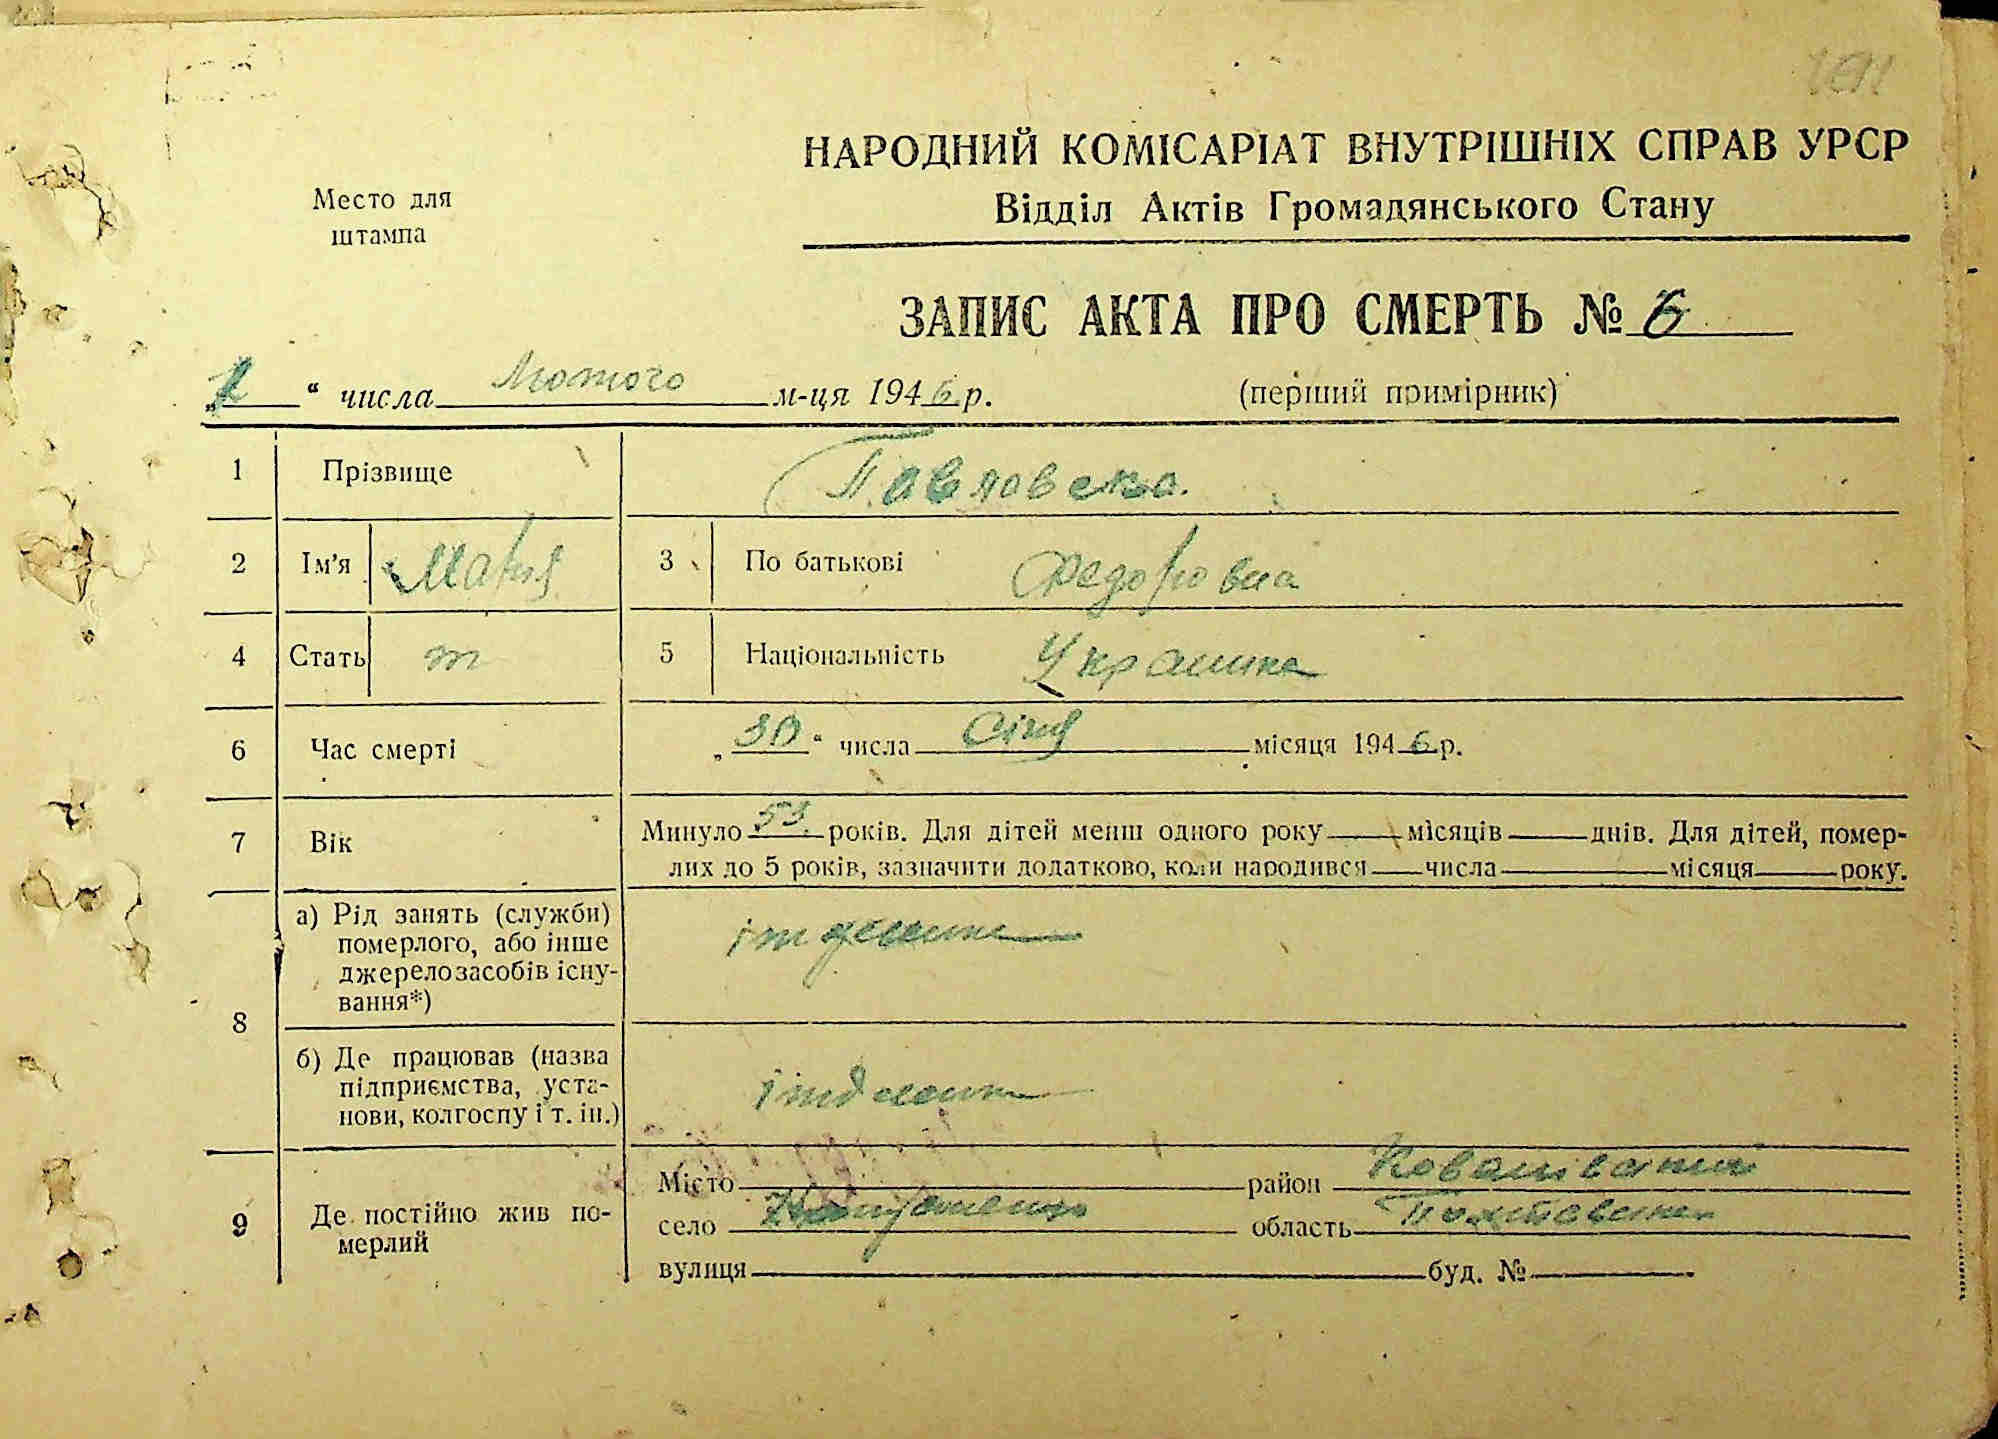 НАРОДНИЙ КОМІСАРІАТ ВНУТРІШНІХ СПРАВ УРСР
Место для
штампа
Відділ Актів Громадянського Стану
ЗАПИС АКТА ПРО СМЕРТЬ № 6
„ “ числа Лютого м-ця 1946 р.
(перший примірник)
1 Прізвище Павловска.
2 Ім'я Марія 3 По батькові Федоровна
4 Стать 5 Національність Украинка
6 Час смерті „30“ числа Січня місяця 1946 р.
7 Вік Минуло 53 років. Для дітей менш одного року місяців днів. Для дітей, помер-
лих до 5 років, зазначити додатково, коли народився числа місяця року.
8 а) Рід занять (служби)
померлого, або інше
джерело засобів існу-
вання*)
б) Де працював (назва
підприємства, уста-
нови, колгоспу і т. ін.)
9 Де постійно жив по-
мерлий
Місто район
село область Полтавська
вулиця буд. №